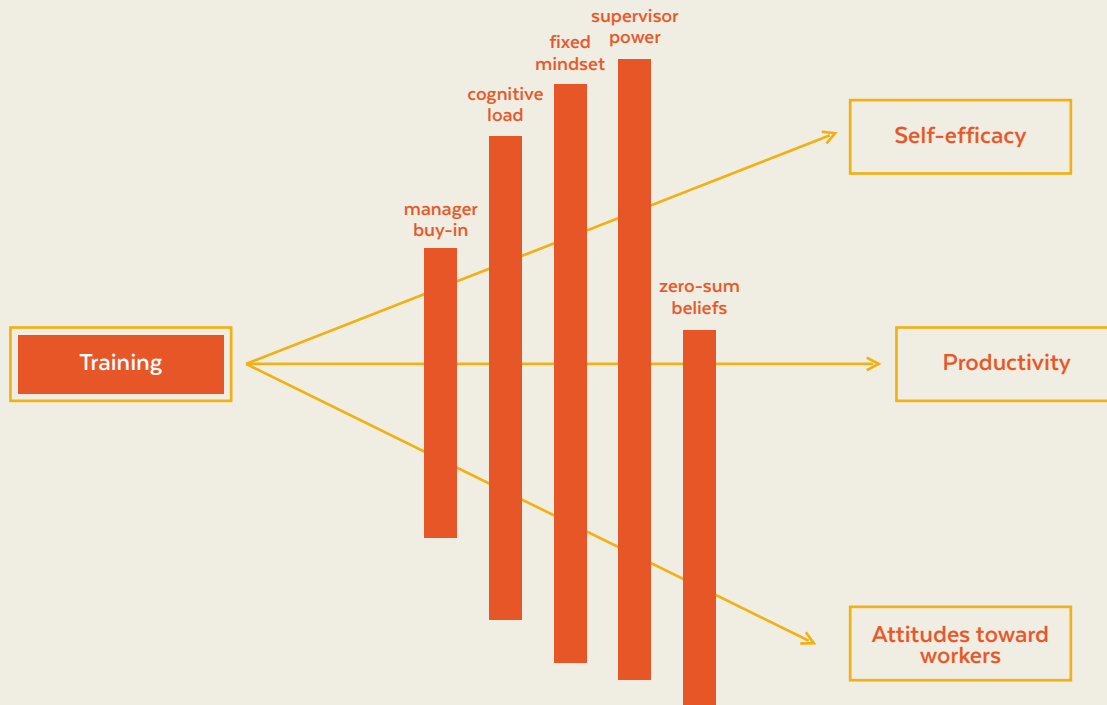 supervisor
power
fixed
mindset
cognitive
load
manager
buy-in
zero-sum
beliefs
Self-efficacy
Training
Productivity
Attitudes toward
workers